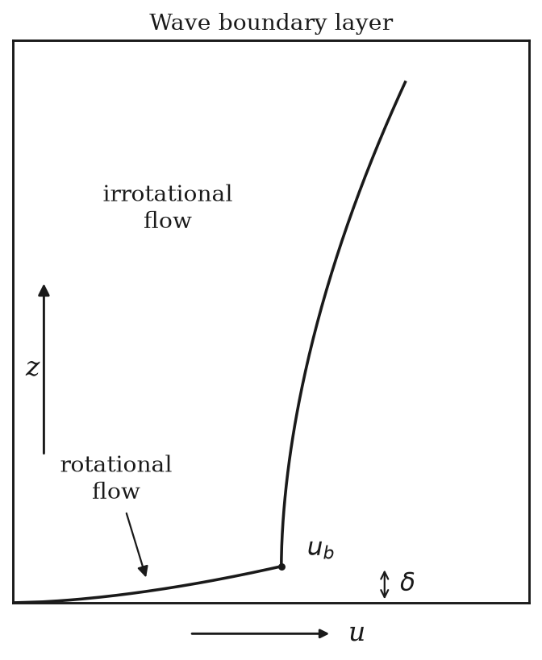 Wave boundary layer
irrotational
flow
z
rotational
flow
u_b
δ
u